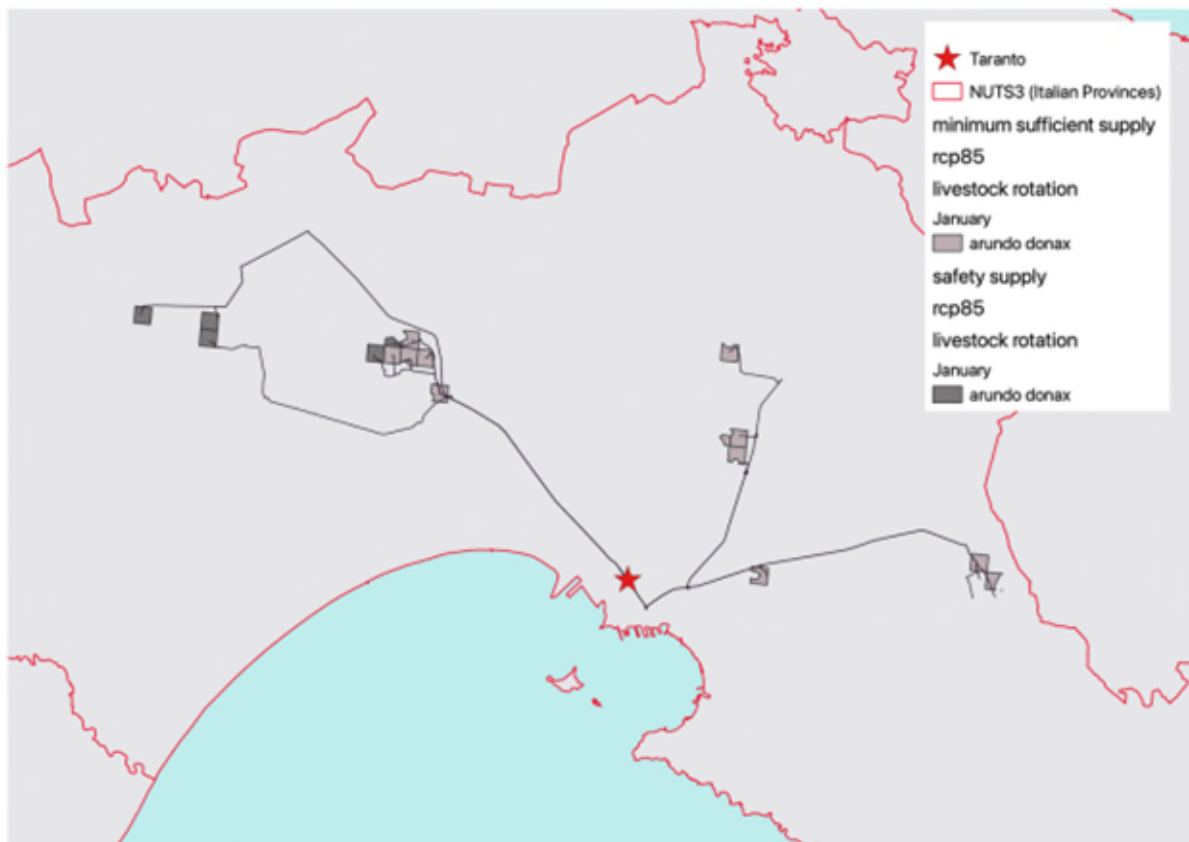 Taranto
NUTS3 (Italian Provinces)
minimum sufficient supply
rcp85
livestock rotation
January
arundo donax
safety supply
rcp85
livestock rotation
January
arundo donax